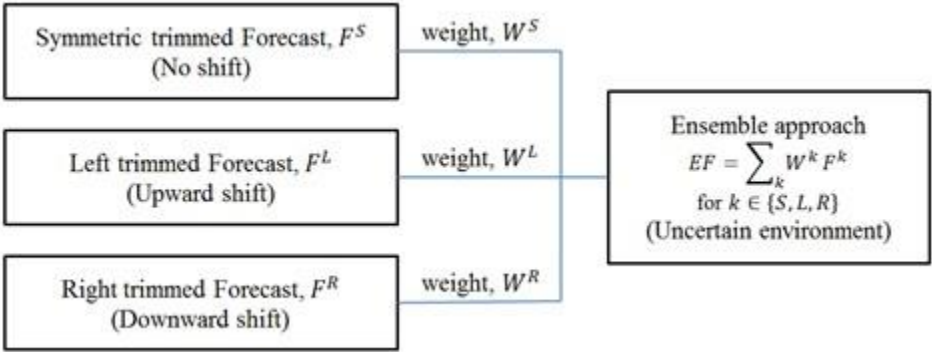 Symmetric trimmed Forecast, F^S
(No shift)
weight, W^S
Left trimmed Forecast, F^L
(Upward shift)
weight, W^L
Right trimmed Forecast, F^R
(Downward shift)
weight, W^R
Ensemble approach
EF = ∑_k W^k F^k
for k ∈ {S, L, R}
(Uncertain environment)